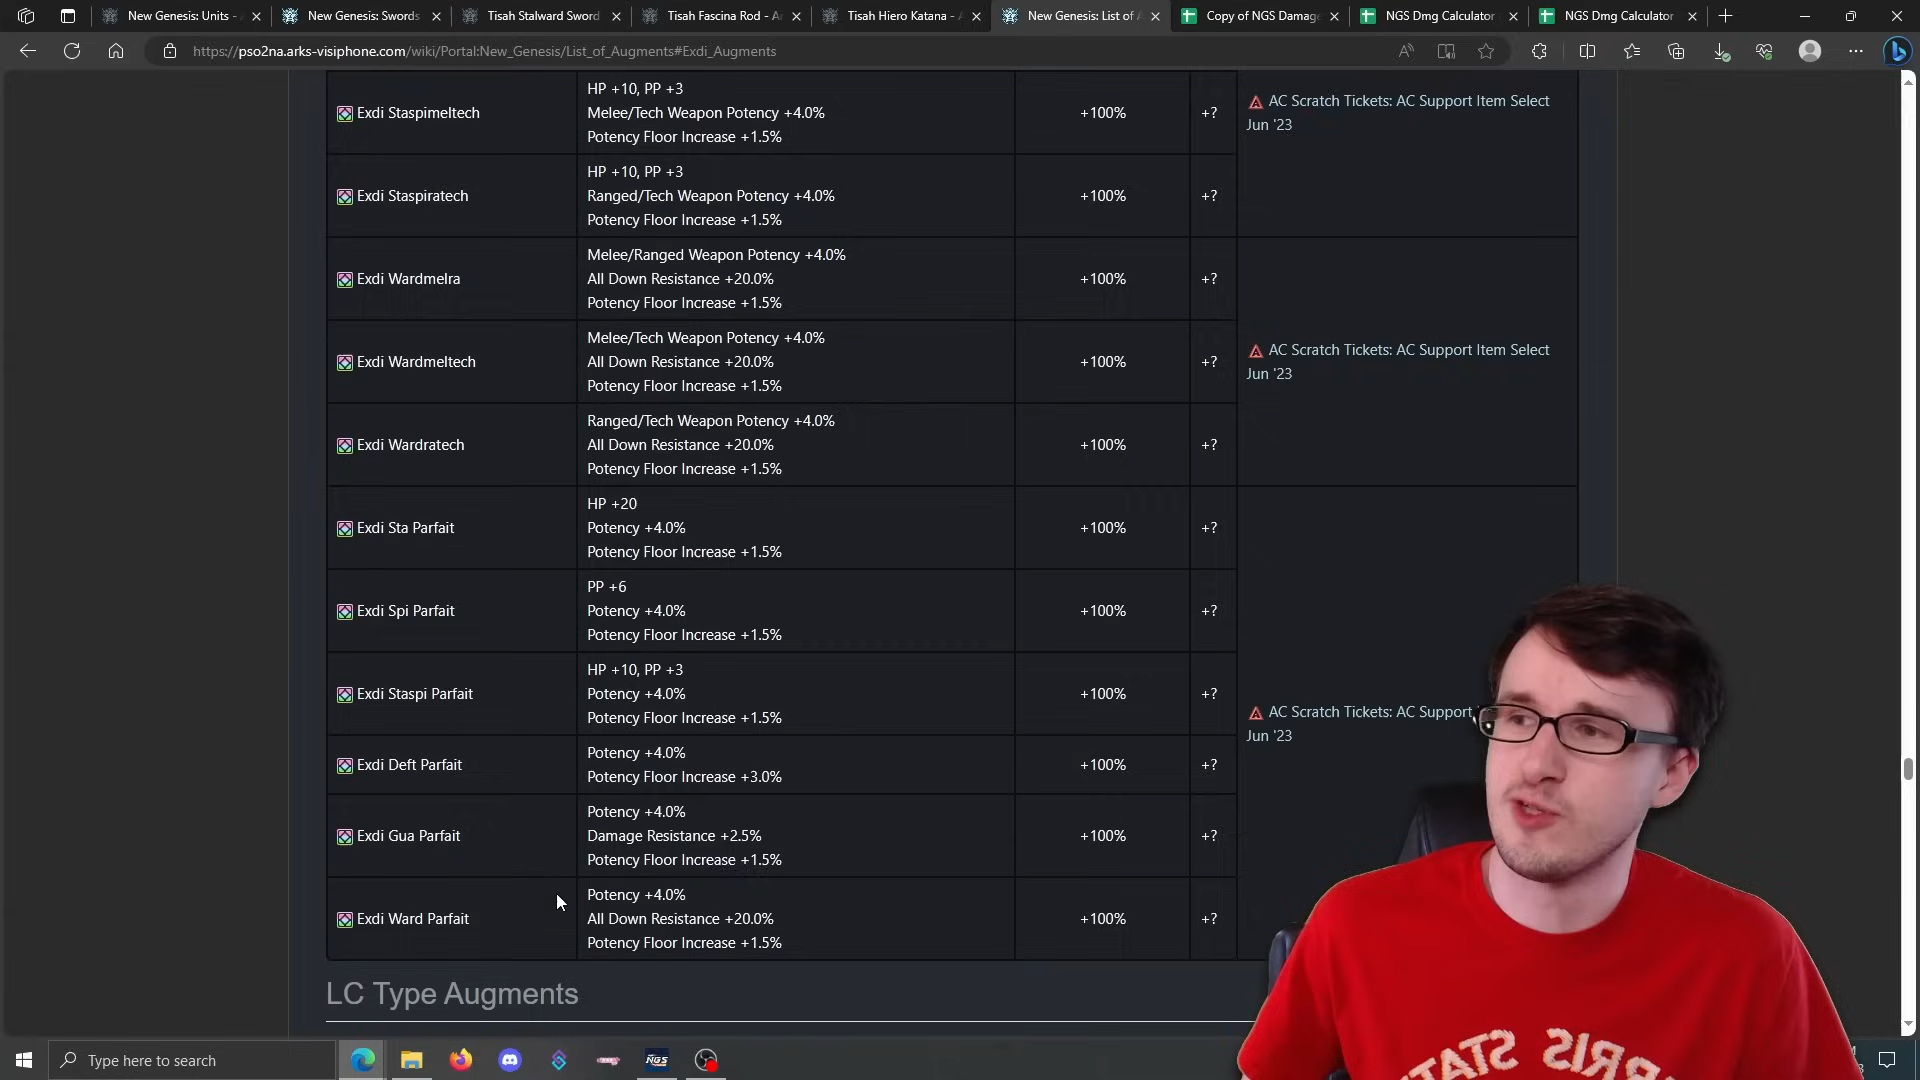 New Genesis: Units -
New Genesis: Swords
Tisah Stalward Sword
Tisah Fascina Rod - A
Tisah Hiero Katana - A
New Genesis: List of A
Copy of NGS Damag
NGS Dmg Calculator
NGS Dmg Calculator
https://pso2na.arks-visiphone.com/wiki/Portal:New_Genesis/List_of_Augments#Exdi_Augments
HP +10, PP +3
Exdi Staspimeltech
Melee/Tech Weapon Potency +4.0%
Potency Floor Increase +1.5%
+100%
+?
AC Scratch Tickets: AC Support Item Select
Jun '23
HP +10, PP +3
Exdi Staspiratech
Ranged/Tech Weapon Potency +4.0%
Potency Floor Increase +1.5%
+100%
+?
Exdi Wardmelra
Melee/Ranged Weapon Potency +4.0%
All Down Resistance +20.0%
Potency Floor Increase +1.5%
+100%
+?
Exdi Wardmeltech
Melee/Tech Weapon Potency +4.0%
All Down Resistance +20.0%
Potency Floor Increase +1.5%
+100%
+?
AC Scratch Tickets: AC Support Item Select
Jun '23
Exdi Wardratech
Ranged/Tech Weapon Potency +4.0%
All Down Resistance +20.0%
Potency Floor Increase +1.5%
+100%
+?
Exdi Sta Parfait
HP +20
Potency +4.0%
Potency Floor Increase +1.5%
+100%
+?
Exdi Spi Parfait
PP +6
Potency +4.0%
Potency Floor Increase +1.5%
+100%
+?
Exdi Staspi Parfait
HP +10, PP +3
Potency +4.0%
Potency Floor Increase +1.5%
+100%
+?
AC Scratch Tickets: AC Support
Jun '23
Exdi Deft Parfait
Potency +4.0%
Potency Floor Increase +3.0%
+100%
+?
Exdi Gua Parfait
Potency +4.0%
Damage Resistance +2.5%
Potency Floor Increase +1.5%
+100%
+?
Exdi Ward Parfait
Potency +4.0%
All Down Resistance +20.0%
Potency Floor Increase +1.5%
+100%
+?
LC Type Augments
Type here to search
NGS